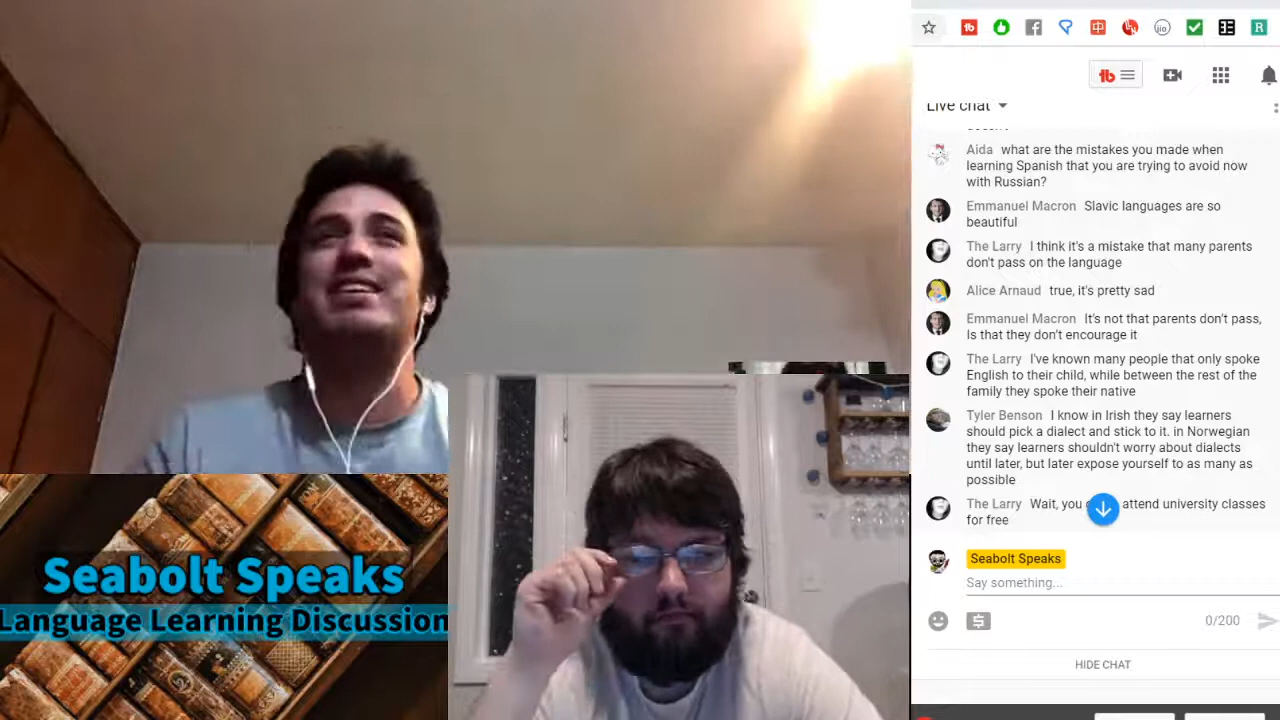 Live chat
Aida what are the mistakes you made when
learning Spanish that you are trying to avoid now
with Russian?
Emmanuel Macron Slavic languages are so
beautiful
The Larry I think it's a mistake that many parents
don't pass on the language
Alice Arnaud true, it's pretty sad
Emmanuel Macron It's not that parents don't pass,
Is that they don't encourage it
The Larry I've known many people that only spoke
English to their child, while between the rest of the
family they spoke their native
Tyler Benson I know in Irish they say learners
should pick a dialect and stick to it. in Norwegian
they say learners shouldn't worry about dialects
until later, but later expose yourself to as many as
possible
The Larry Wait, you attend university classes
for free
Seabolt Speaks
Say something...
0/200
HIDE CHAT
Seabolt Speaks
Language Learning Discussion